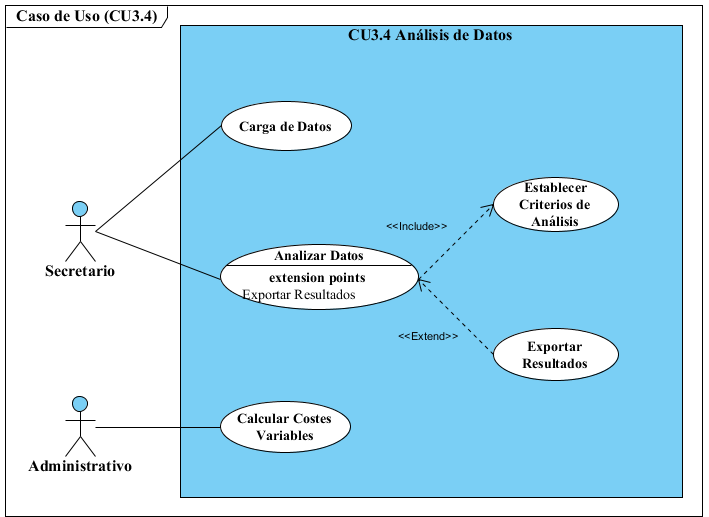 Caso de Uso (CU3.4)
CU3.4 Análisis de Datos
Carga de Datos
Establecer
Criterios de
Análisis
<<Include>>
Secretario
Analizar Datos
extension points
Exportar Resultados
<<Extend>>
Exportar
Resultados
Calcular Costes
Variables
Administrativo